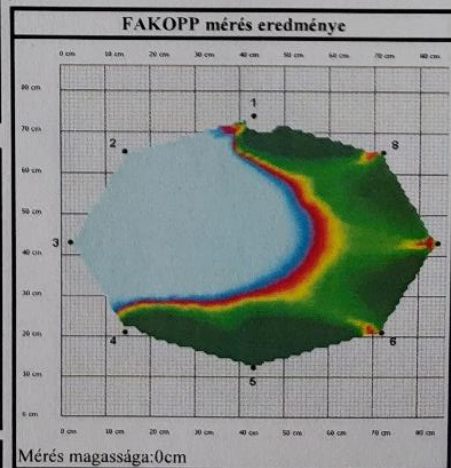 FAKOPP mérés eredménye
0 cm 10 cm 20 cm 30 cm 40 cm 50 cm 60 cm 70 cm 80 cm
80 cm
1
70 cm
2 8
60 cm
50 cm
3
40 cm
30 cm
4 6
20 cm
5
10 cm
0 cm
0 cm 10 cm 20 cm 30 cm 40 cm 50 cm 60 cm 70 cm 80 cm
Mérés magassága:0cm